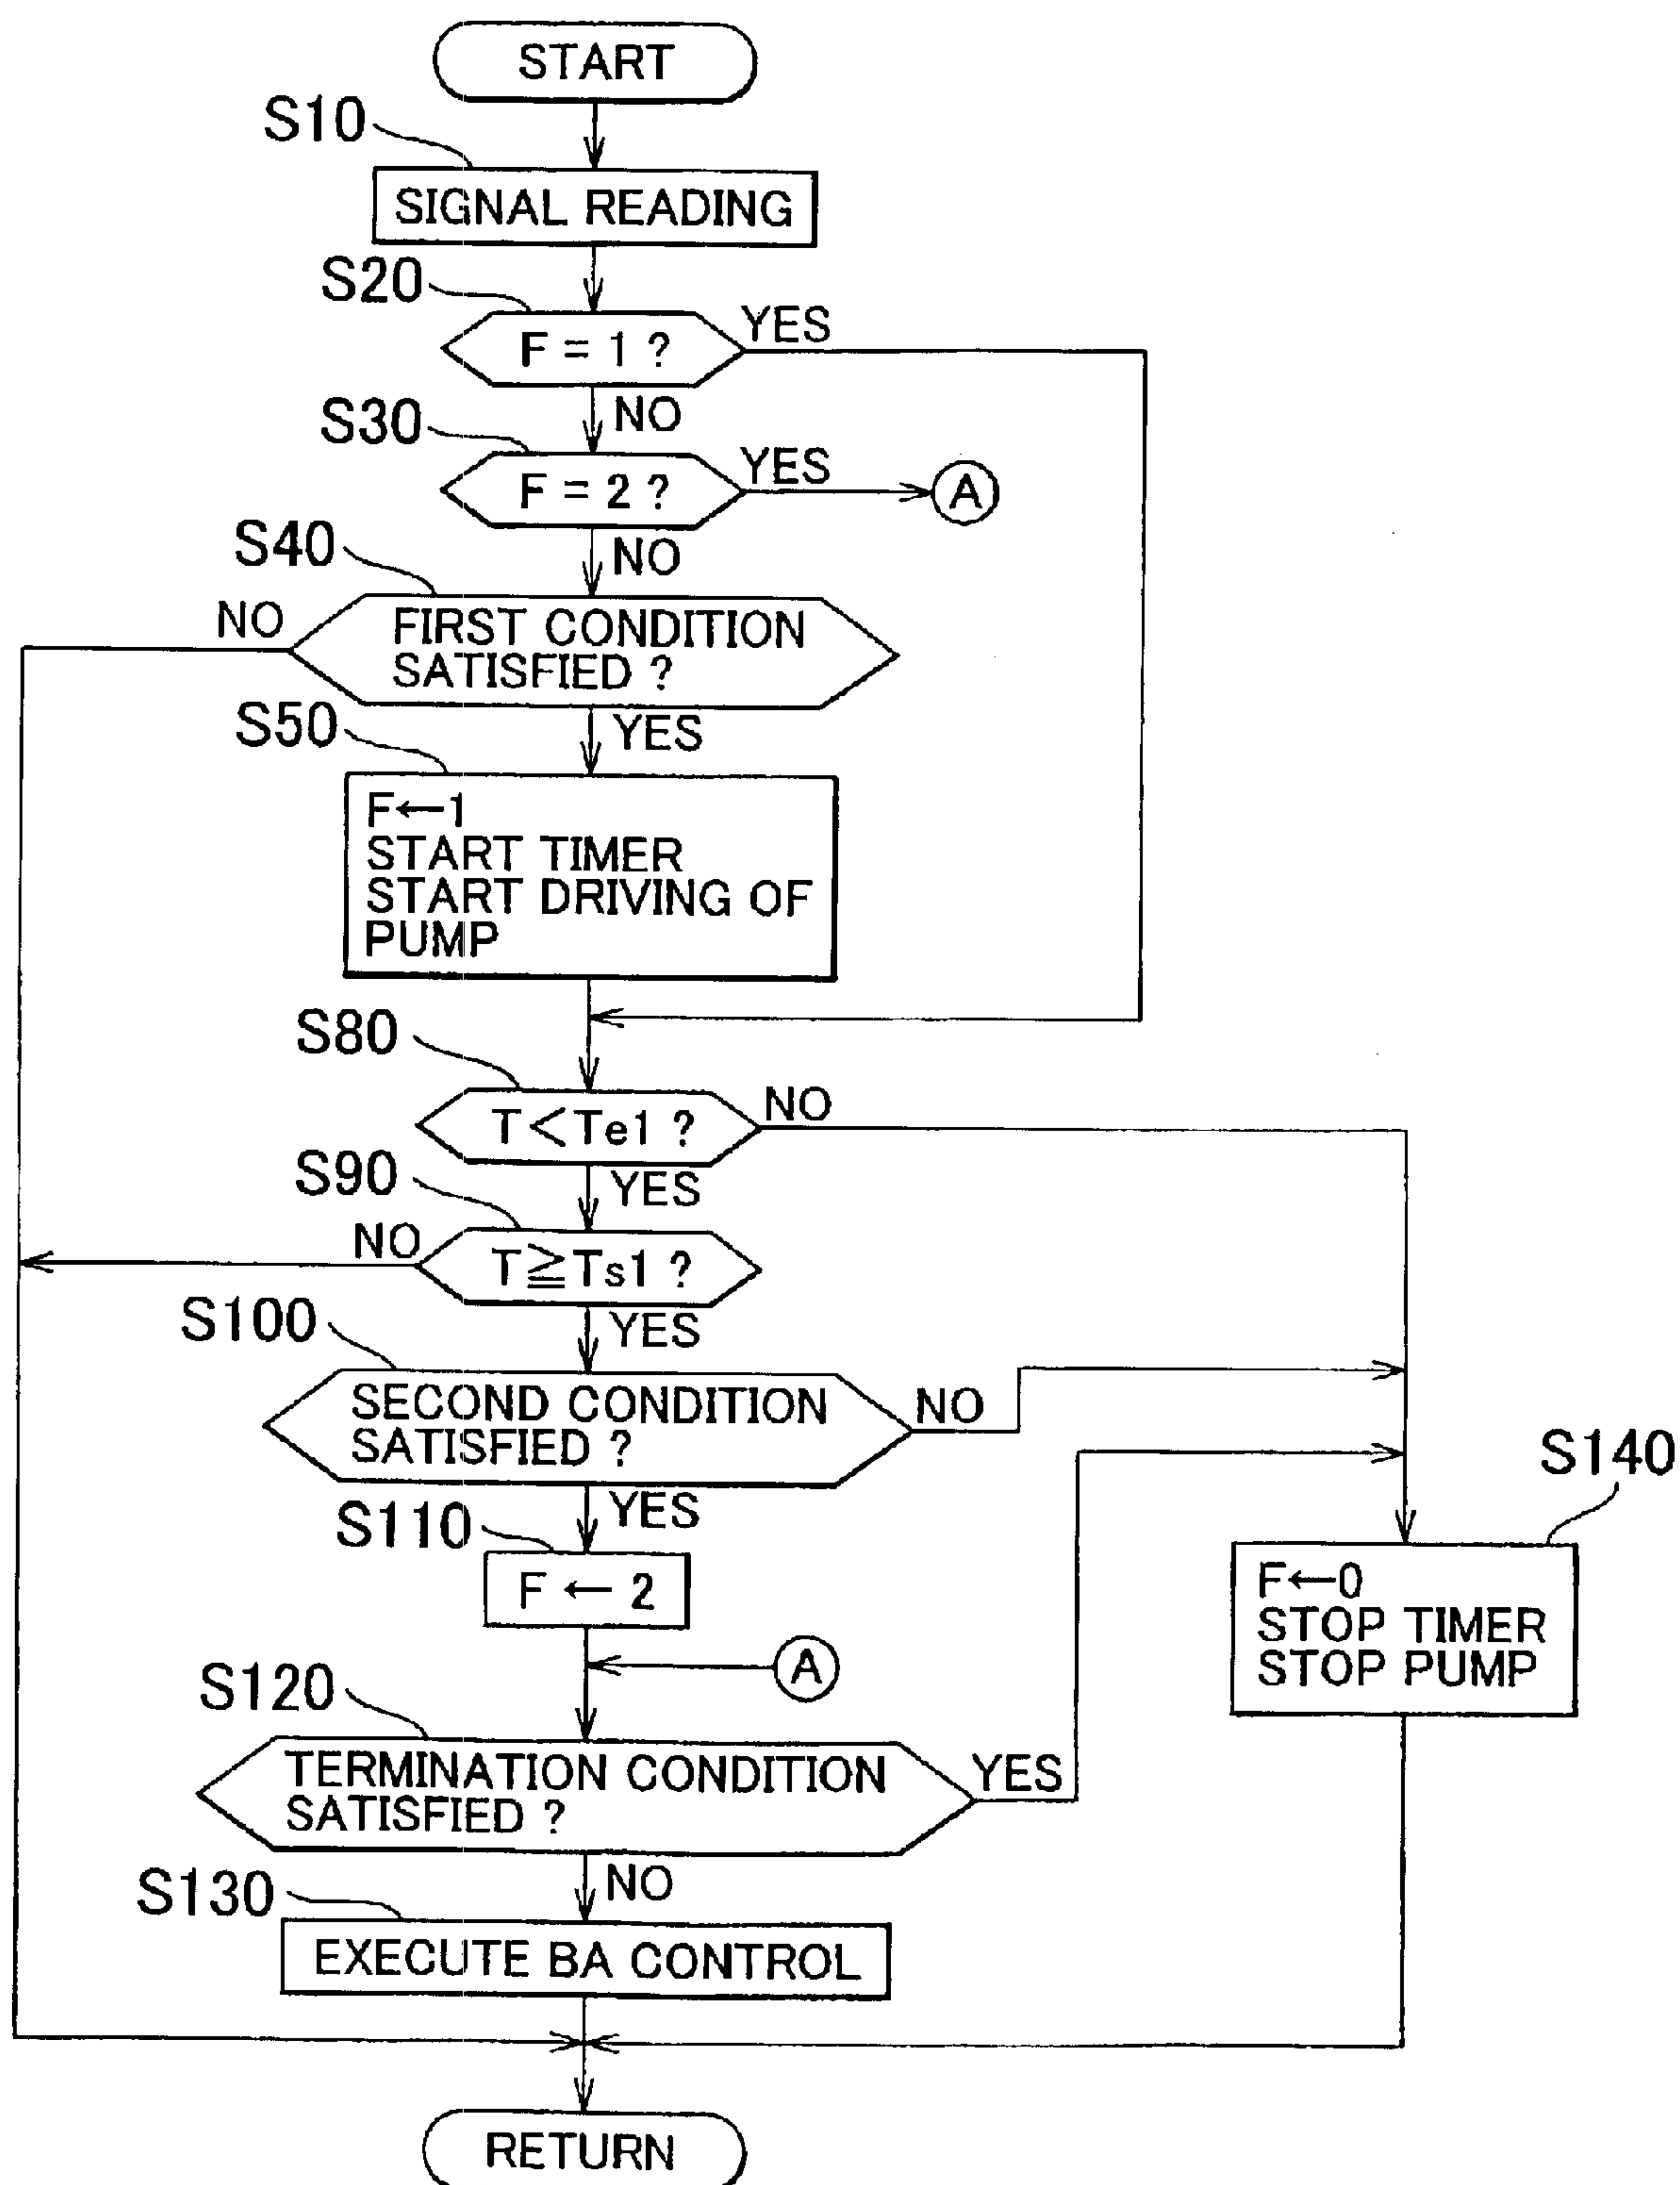 START
S10
SIGNAL READING
S20
F = 1 ?
YES
NO
S30
F = 2 ?
YES
A
NO
S40
NO
FIRST CONDITION
SATISFIED ?
YES
S50
F←1
START TIMER
START DRIVING OF
PUMP
S80
T<Te1 ?
NO
YES
S90
NO
T≧Ts1 ?
YES
S100
SECOND CONDITION
SATISFIED ?
NO
YES
S110
F ← 2
S140
F←0
STOP TIMER
STOP PUMP
A
S120
TERMINATION CONDITION
SATISFIED ?
YES
NO
S130
EXECUTE BA CONTROL
RETURN